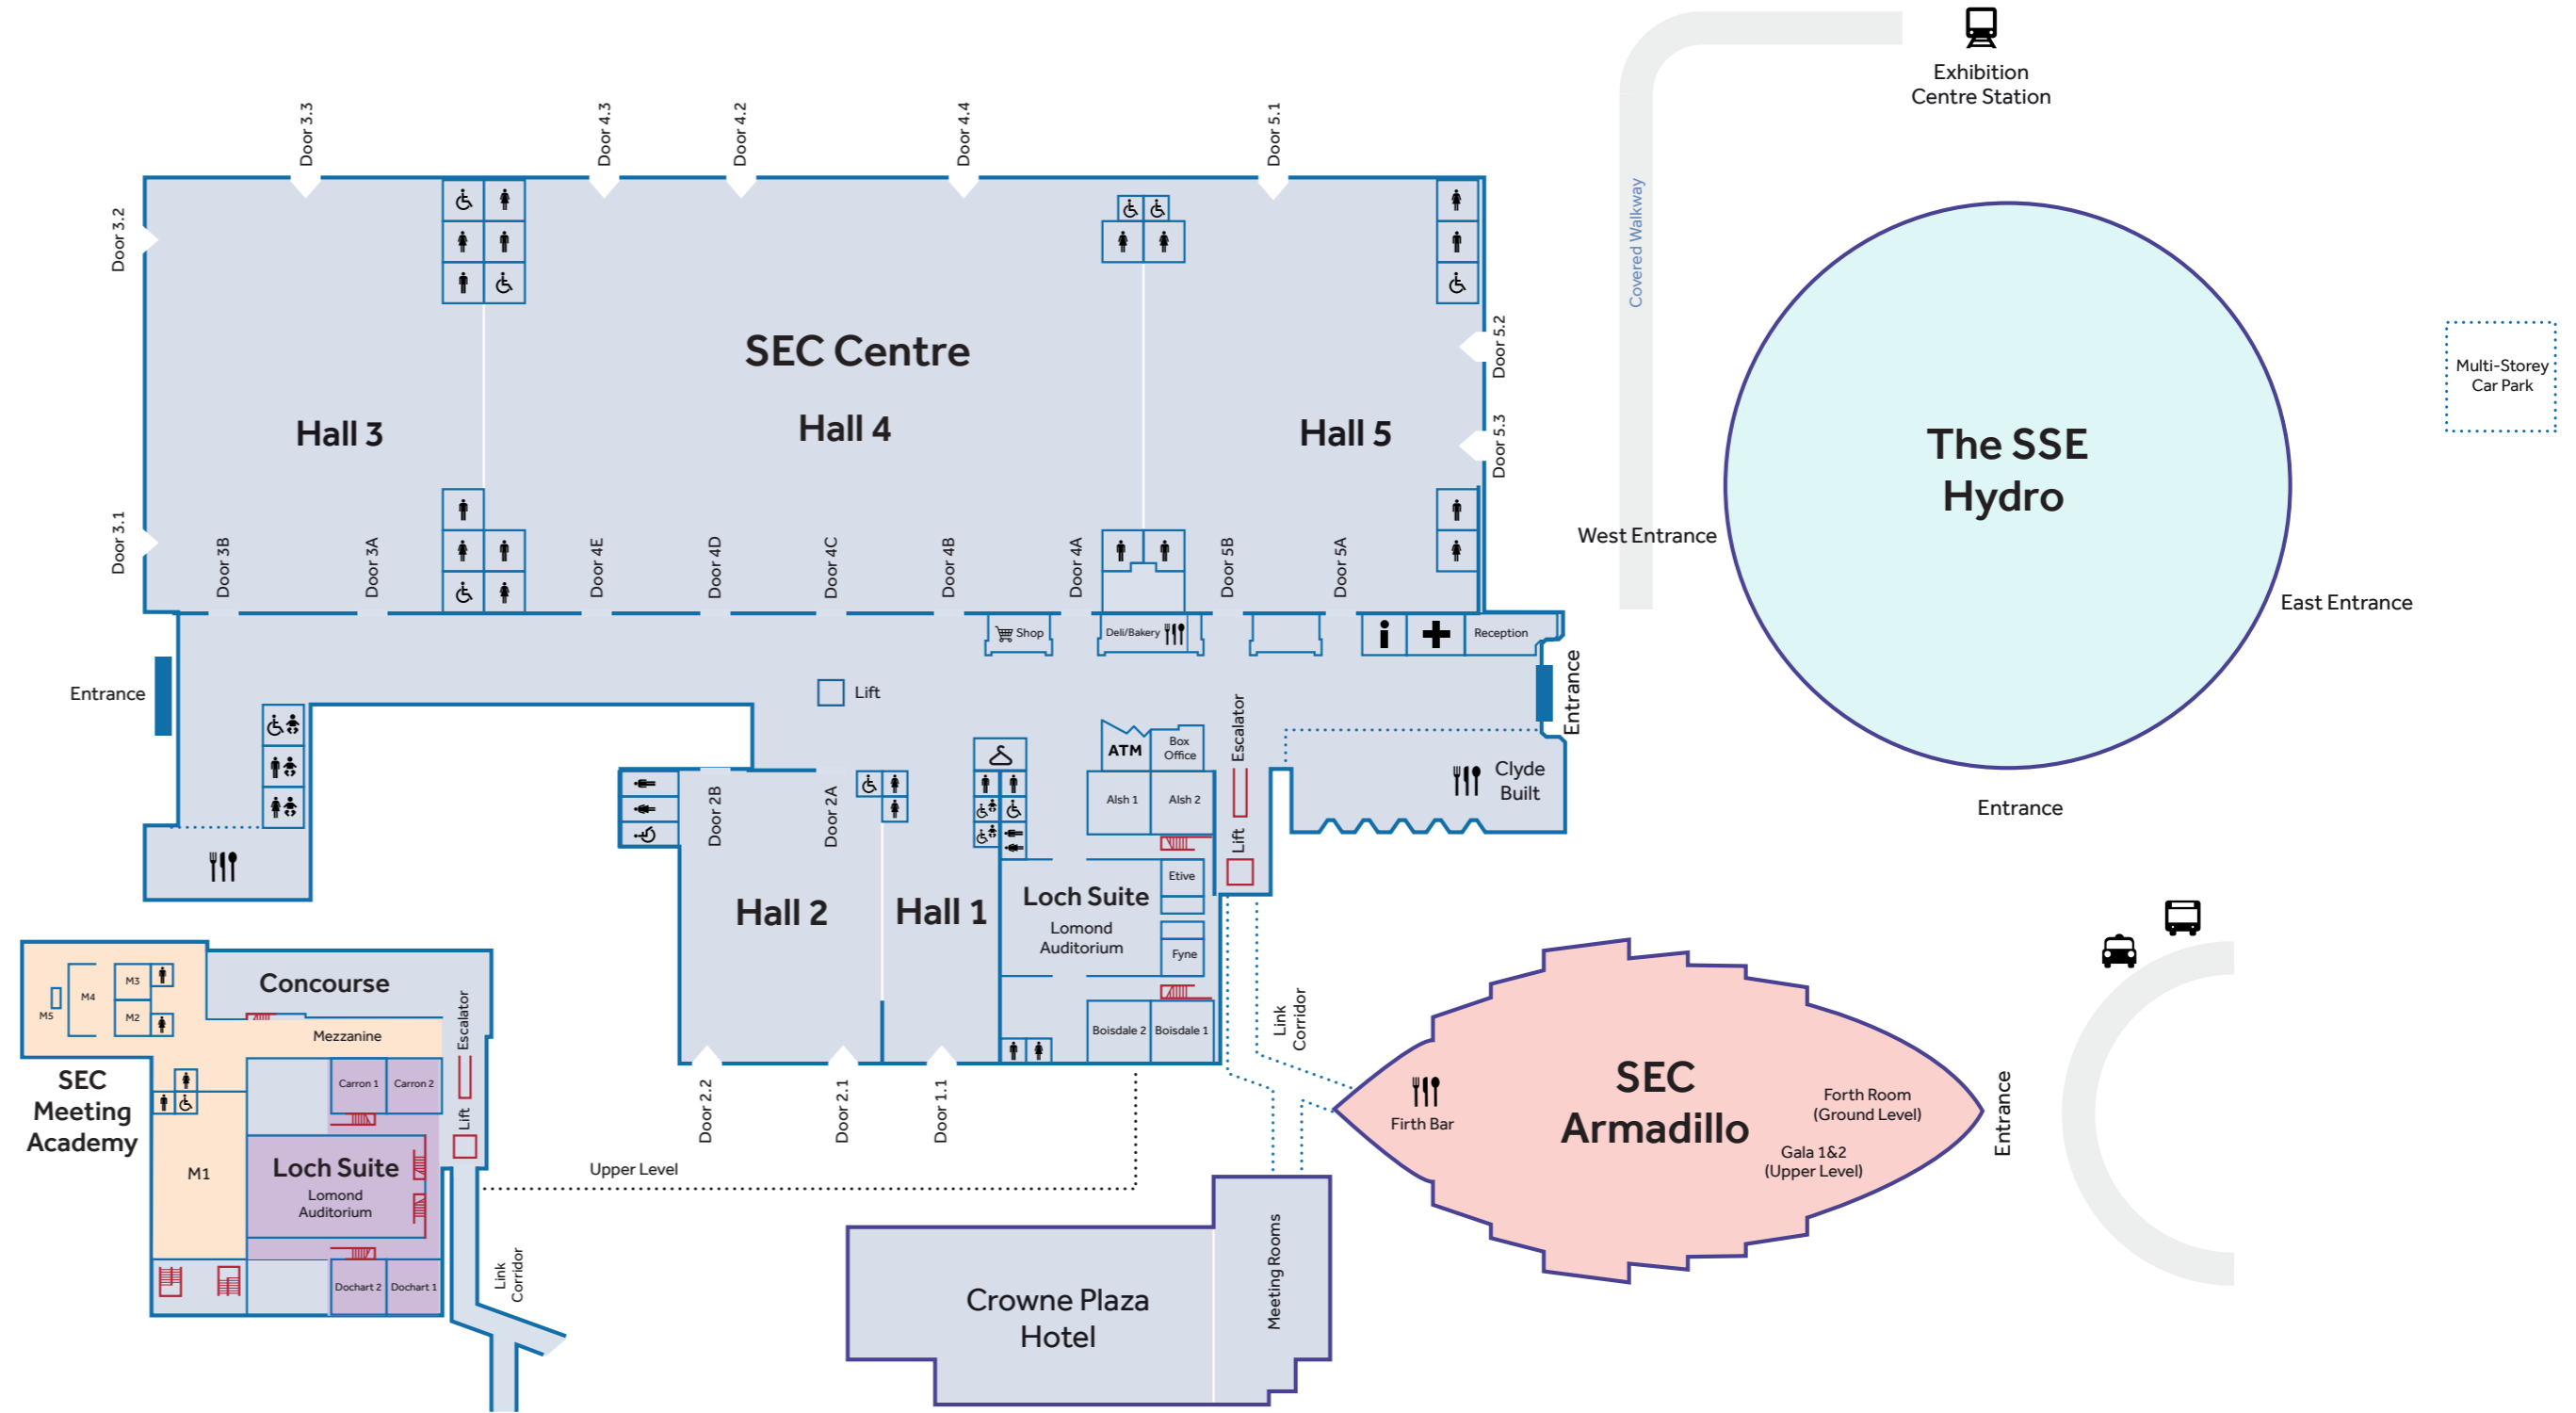 Exhibition
Centre Station
Covered Walkway
Door 3.3
Door 4.3
Door 4.2
Door 4.4
Door 5.1
Door 3.2
Door 3.1
Door 5.2
Door 5.3
SEC Centre
Hall 3
Hall 4
Hall 5
Door 3B
Door 3A
Door 4E
Door 4D
Door 4C
Door 4B
Door 4A
Door 5B
Door 5A
The SSE
Hydro
Multi-Storey
Car Park
West Entrance
East Entrance
Entrance
Shop
Deli/Bakery
Reception
Entrance
Lift
Entrance
Escalator
Lift
ATM
Box
Office
Alsh 1
Alsh 2
Clyde
Built
Door 2B
Door 2A
Hall 2
Hall 1
Loch Suite
Lomond
Auditorium
Etive
Fyne
Boisdale 2
Boisdale 1
Door 2.2
Door 2.1
Door 1.1
Link
Corridor
Concourse
M5
M4
M3
M2
Mezzanine
Escalator
Lift
SEC
Meeting
Academy
Carron 1
Carron 2
M1
Loch Suite
Lomond
Auditorium
Dochart 2
Dochart 1
Link
Corridor
Upper Level
SEC
Armadillo
Firth Bar
Forth Room
(Ground Level)
Gala 1&2
(Upper Level)
Entrance
Crowne Plaza
Hotel
Meeting Rooms